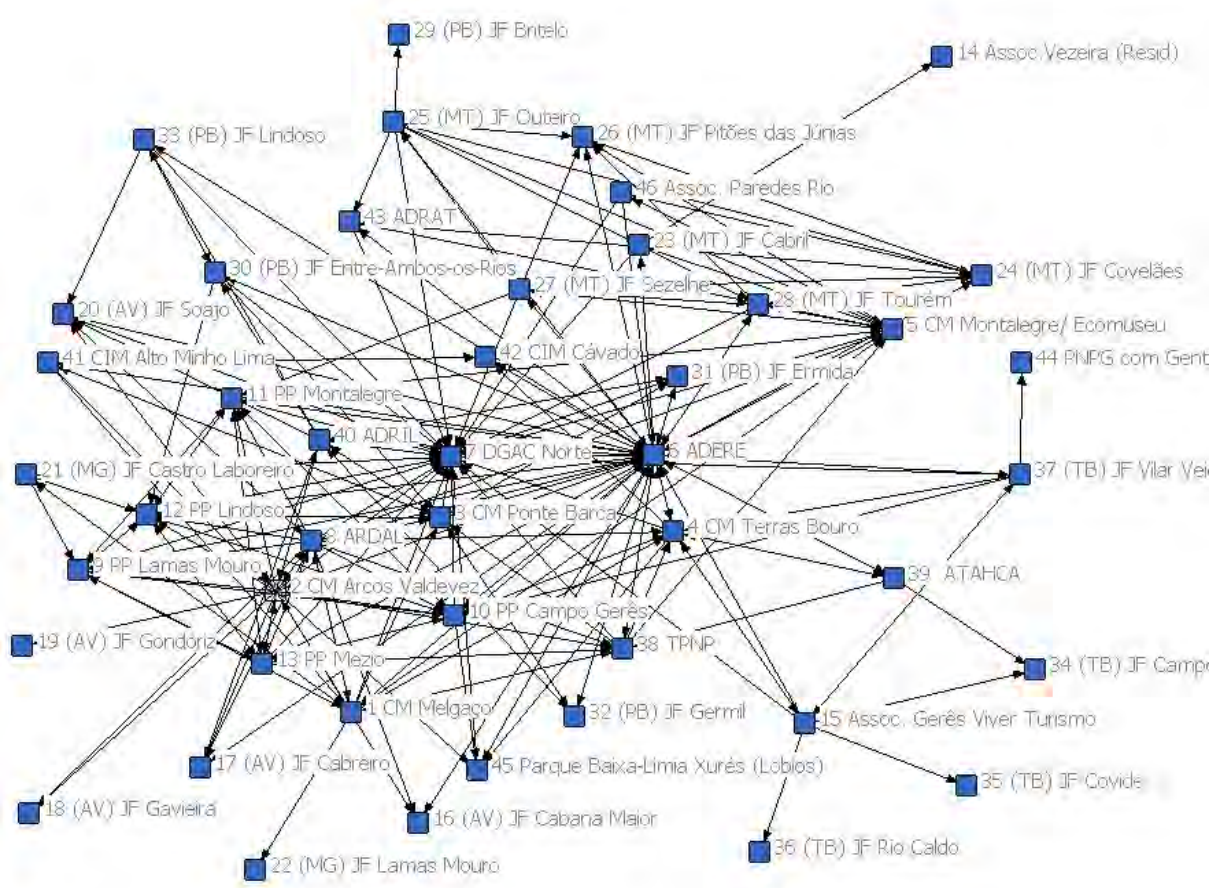 29 (PB) JF Britelo
14 Assoc.Vezeira (Resid)
25 (MT) JF Outeiro
33 (PB) JF Lindoso
26 (MT) JF Pitões das Júnias
46 Assoc. Paredes Rio
43 ADRAT
23 (MT) JF Cabril
30 (PB) JF Entre-Ambos-os-Rios
24 (MT) JF Covelães
27 (MT) JF Sezelhe
28 (MT) JF Tourém
20 (AV) JF Soajo
5 CM Montalegre/ Ecomuseu
41 CIM Alto Minho Lima
42 CIM Cávado
44 PNPG com Gent
31 (PB) JF Ermida
11 PP Montalegre
40 ADRIL
7 DGAC Norte
6 ADERE
21 (MG) JF Castro Laboreiro
37 (TB) JF Vilar Vei
12 PP Lindoso
3 CM Ponte Barca
4 CM Terras Bouro
8 ARDAL
9 PP Lamas Mouro
39 ATAHCA
2 CM Arcos Valdevez
10 PP Campo Gerês
19 (AV) JF Gondoriz
38 TPNP
13 PP Mezio
34 (TB) JF Camp
1 CM Melgaço
32 (PB) JF Germil
15 Assoc. Gerês Viver Turismo
17 (AV) JF Cabreiro
45 Parque Baixa-Limia Xurés (Lobios)
35 (TB) JF Covide
18 (AV) JF Gavieira
16 (AV) JF Cabana Maior
36 (TB) JF Rio Caldo
22 (MG) JF Lamas Mouro